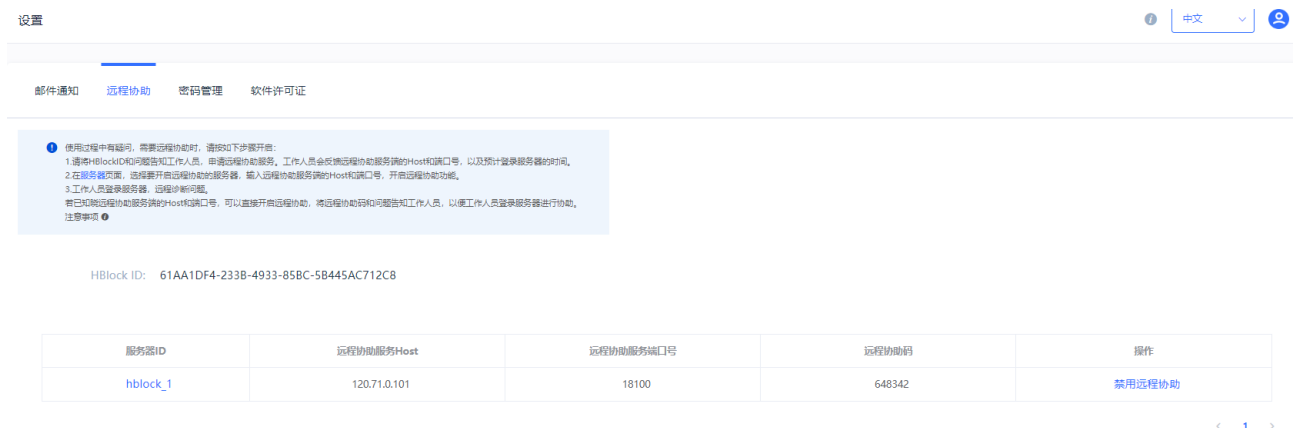 设置
中文
邮件通知 远程协助 密码管理 软件许可证
使用过程中有疑问，需要远程协助时，请按如下步骤开启：
1.请将HBlockID和问题告知工作人员，申请远程协助服务。工作人员会反馈远程协助服务端的Host和端口号，以及预计登录服务器的时间。
2.在服务器页面，选择要开启远程协助的服务器，输入远程协助服务端的Host和端口号，开启远程协助功能。
3.工作人员登录服务器，远程诊断问题。
若已知晓远程协助服务端的Host和端口号，可以直接开启远程协助，将远程协助码和问题告知工作人员，以便工作人员登录服务器进行协助。
注意事项
HBlock ID: 61AA1DF4-233B-4933-85BC-5B445AC712C8
服务器ID 远程协助服务Host 远程协助服务端口号 远程协助码 操作
hblock_1 120.71.0.101 18100 648342 禁用远程协助
< 1 >